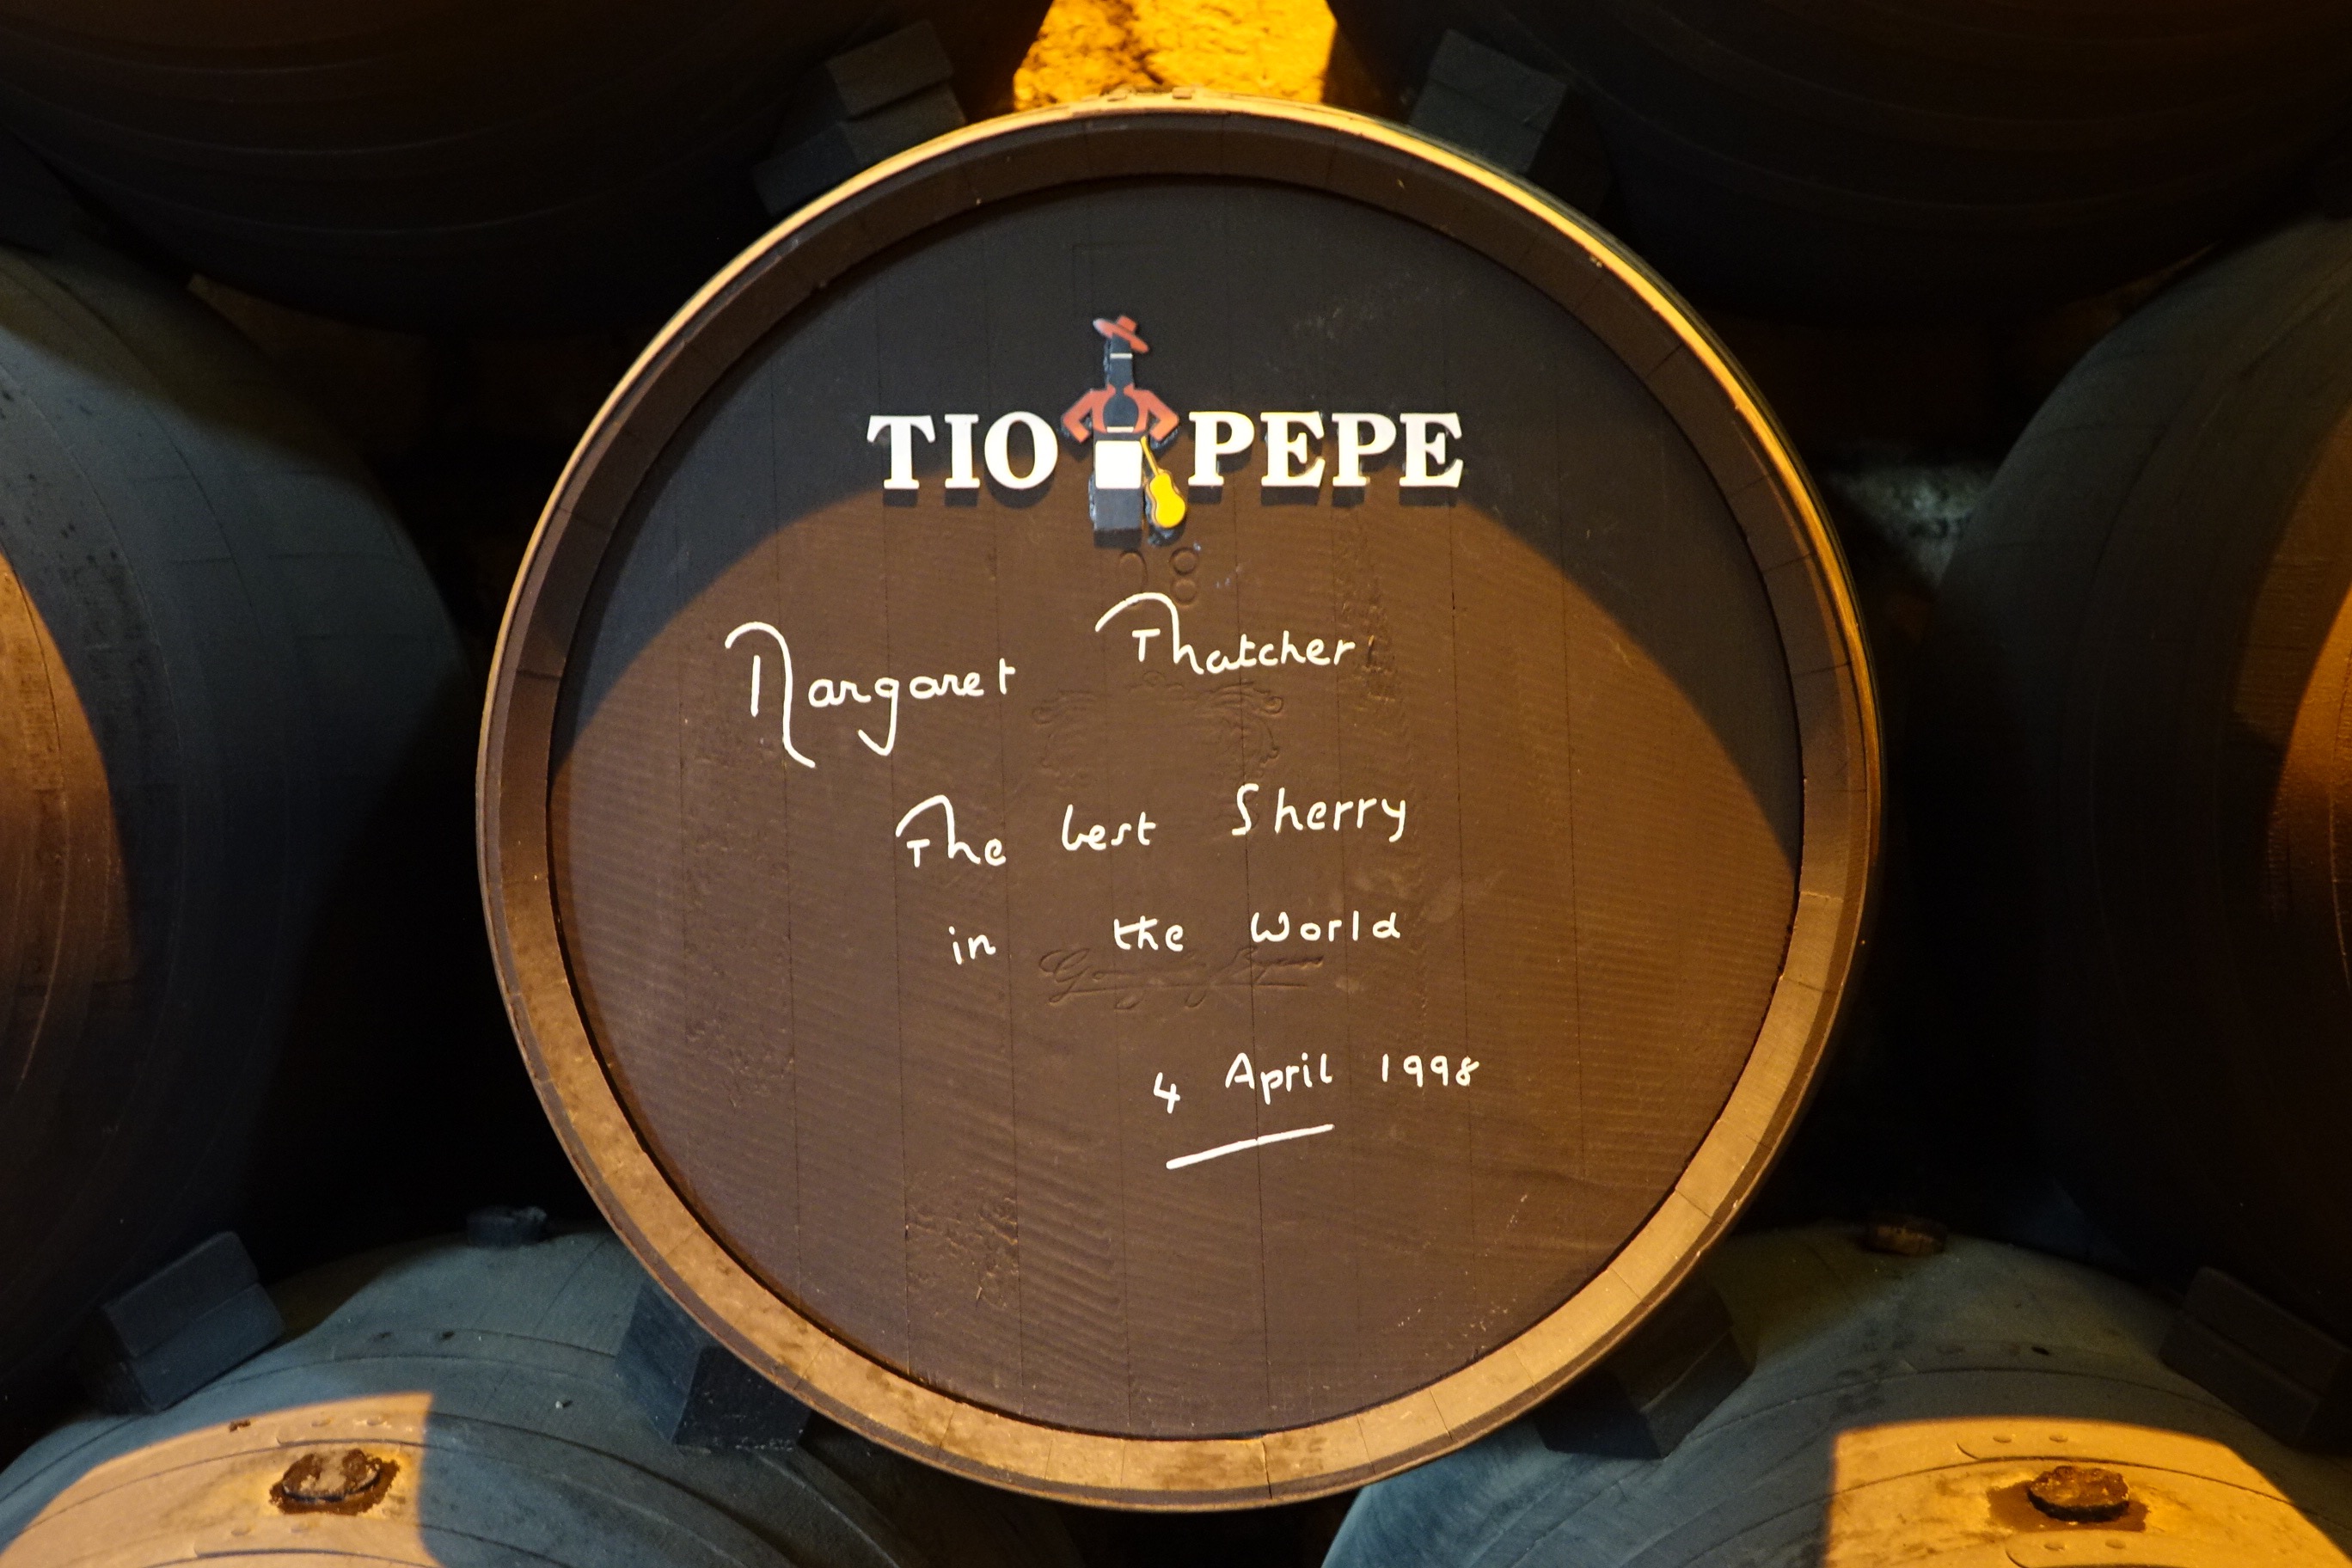 TIO PEPE
Margaret Thatcher
The best Sherry
in the World
4 April 1998